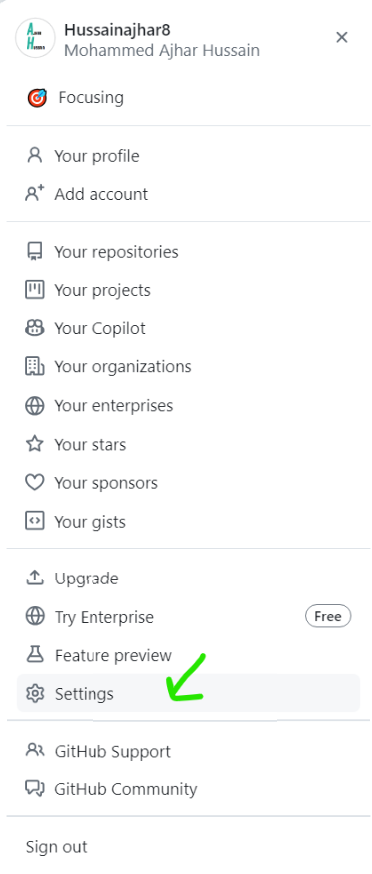 Hussainajhar8
Mohammed Ajhar Hussain
Focusing
Your profile
Add account
Your repositories
Your projects
Your Copilot
Your organizations
Your enterprises
Your stars
Your sponsors
Your gists
Upgrade
Try Enterprise Free
Feature preview
Settings
GitHub Support
GitHub Community
Sign out